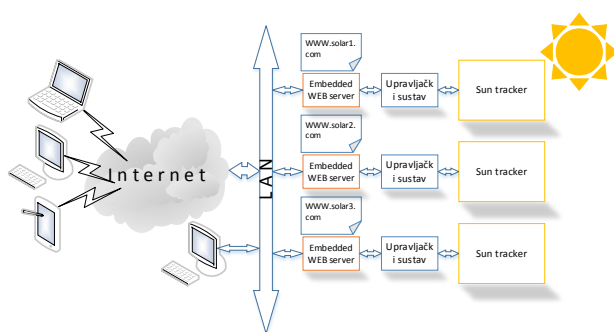 Internet
LAN
WWW.solar1.
com
Embedded
WEB server
Upravljačk
i sustav
Sun tracker
WWW.solar2.
com
Embedded
WEB server
Upravljačk
i sustav
Sun tracker
WWW.solar3.
com
Embedded
WEB server
Upravljačk
i sustav
Sun tracker